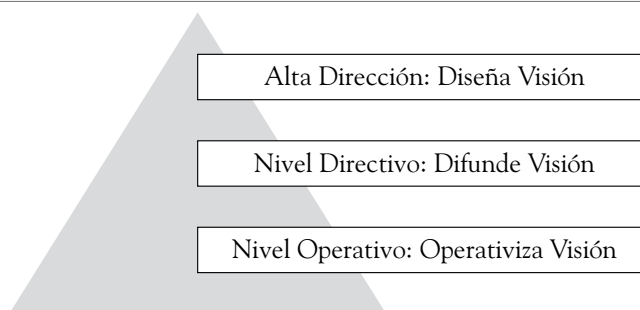 Alta Dirección: Diseña Visión
Nivel Directivo: Difunde Visión
Nivel Operativo: Operativiza Visión